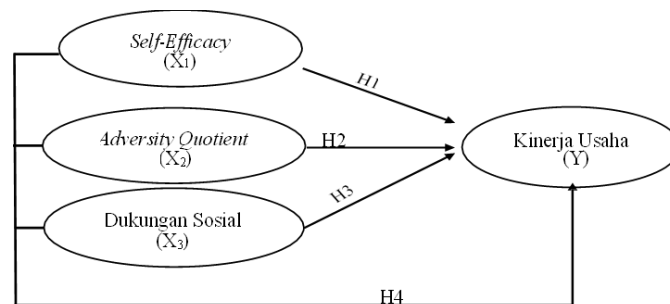 Self-Efficacy
(X1)
H1
Adversity Quotient
(X2)
H2
Kinerja Usaha
(Y)
H3
Dukungan Sosial
(X3)
H4